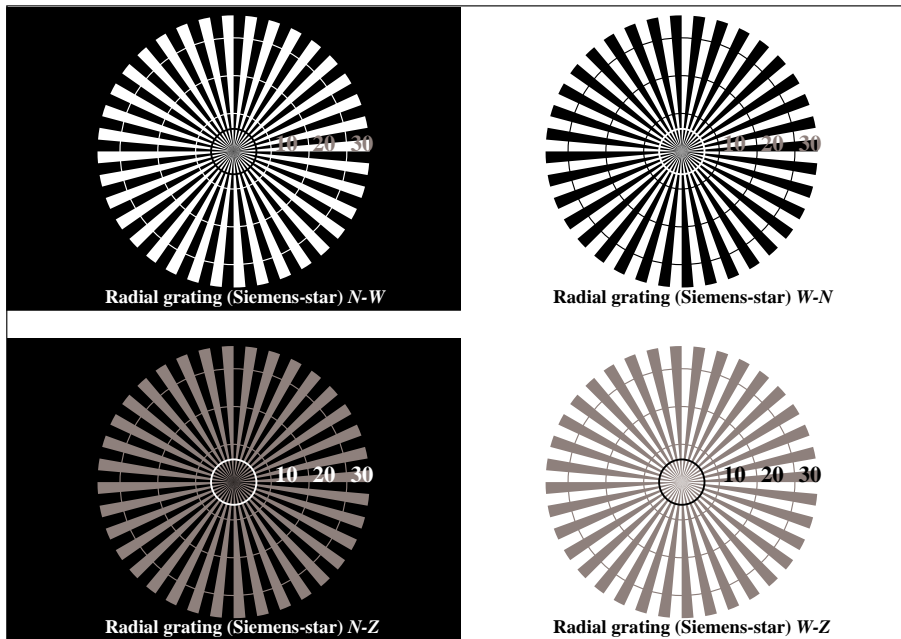 10 20 30
Radial grating (Siemens-star) N-W
10 20 30
Radial grating (Siemens-star) W-N
10 20 30
Radial grating (Siemens-star) N-Z
10 20 30
Radial grating (Siemens-star) W-Z